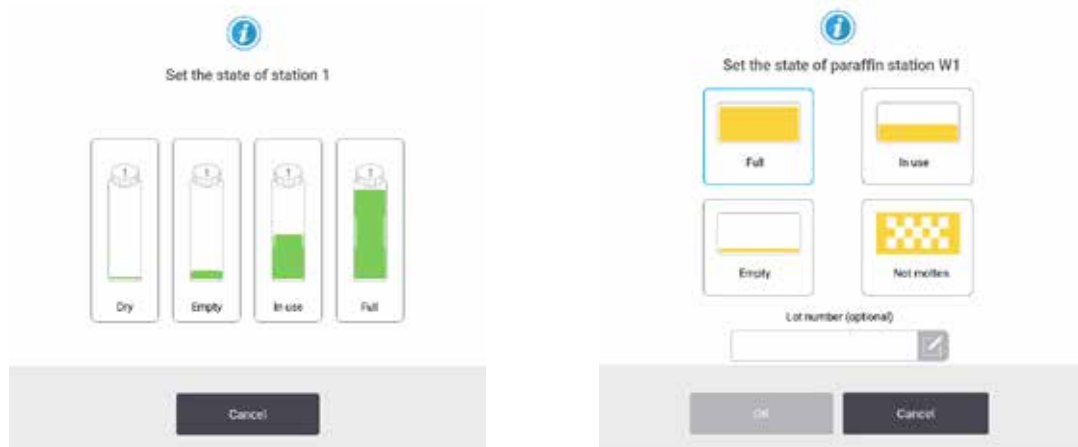 Set the state of station 1
1
1
1
1
Dry
Empty
In use
Full
Cancel
Set the state of paraffin station W1
Full
In use
Empty
Not molten
Lot number (optional)
OK
Cancel